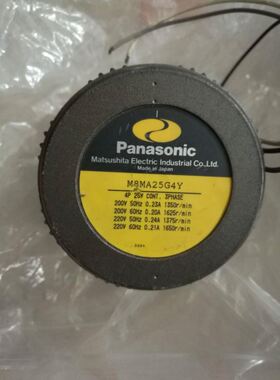 Panasonic
Matsushita Electric Industrial Co.,Ltd.
Made in Japan
M8MA25G4Y
4P 25W CONT. 3PHASE
200V 50Hz 0.23A 1350r/min
200V 60Hz 0.20A 1625r/min
220V 50Hz 0.24A 1375r/min
220V 60Hz 0.21A 1650r/min